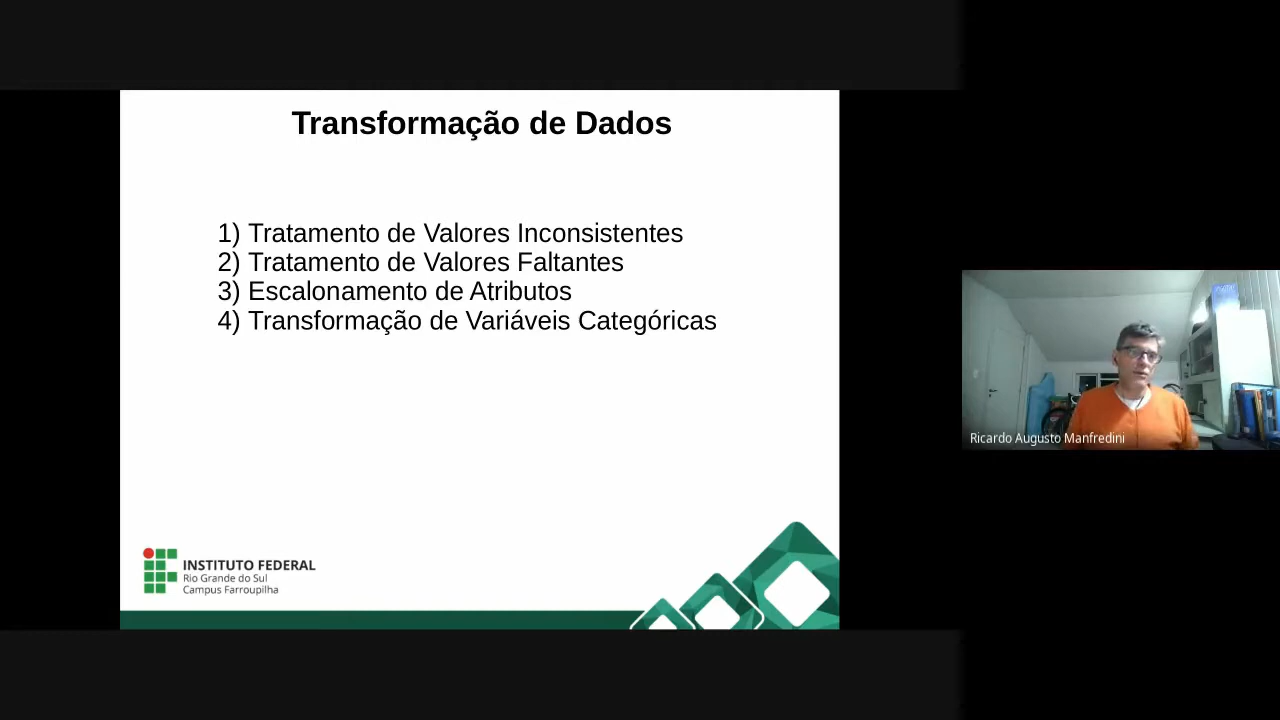 Transformação de Dados
1) Tratamento de Valores Inconsistentes
2) Tratamento de Valores Faltantes
3) Escalonamento de Atributos
4) Transformação de Variáveis Categóricas
INSTITUTO FEDERAL
Rio Grande do Sul
Campus Farroupilha
Ricardo Augusto Manfredini